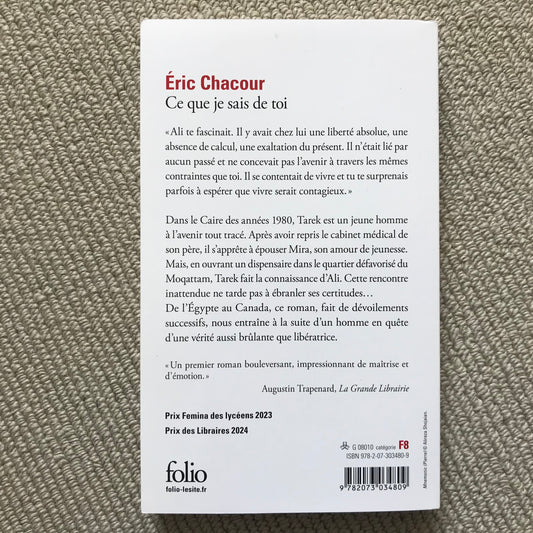 Éric Chacour
Ce que je sais de toi
« Ali te fascinait. Il y avait chez lui une liberté absolue, une
absence de calcul, une exaltation du présent. Il n'était lié par
aucun passé et ne concevait pas l'avenir à travers les mêmes
contraintes que toi. Il se contentait de vivre et tu te surprenais
parfois à espérer que vivre serait contagieux. »
Dans le Caire des années 1980, Tarek est un jeune homme
à l'avenir tout tracé. Après avoir repris le cabinet médical de
son père, il s'apprête à épouser Mira, son amour de jeunesse.
Mais, en ouvrant un dispensaire dans le quartier défavorisé du
Moqattam, Tarek fait la connaissance d'Ali. Cette rencontre
inattendue ne tarde pas à ébranler ses certitudes…
De l'Égypte au Canada, ce roman, fait de dévoilements
successifs, nous entraîne à la suite d'un homme en quête
d'une vérité aussi brûlante que libératrice.
« Un premier roman bouleversant, impressionnant de maîtrise et
d'émotion. »
Augustin Trapenard, La Grande Librairie
Prix Femina des lycéens 2023
Prix des Libraires 2024
G 08010 catégorie F8
ISBN 978-2-07-303480-9
folio
folio-lesite.fr
9 782073 034809